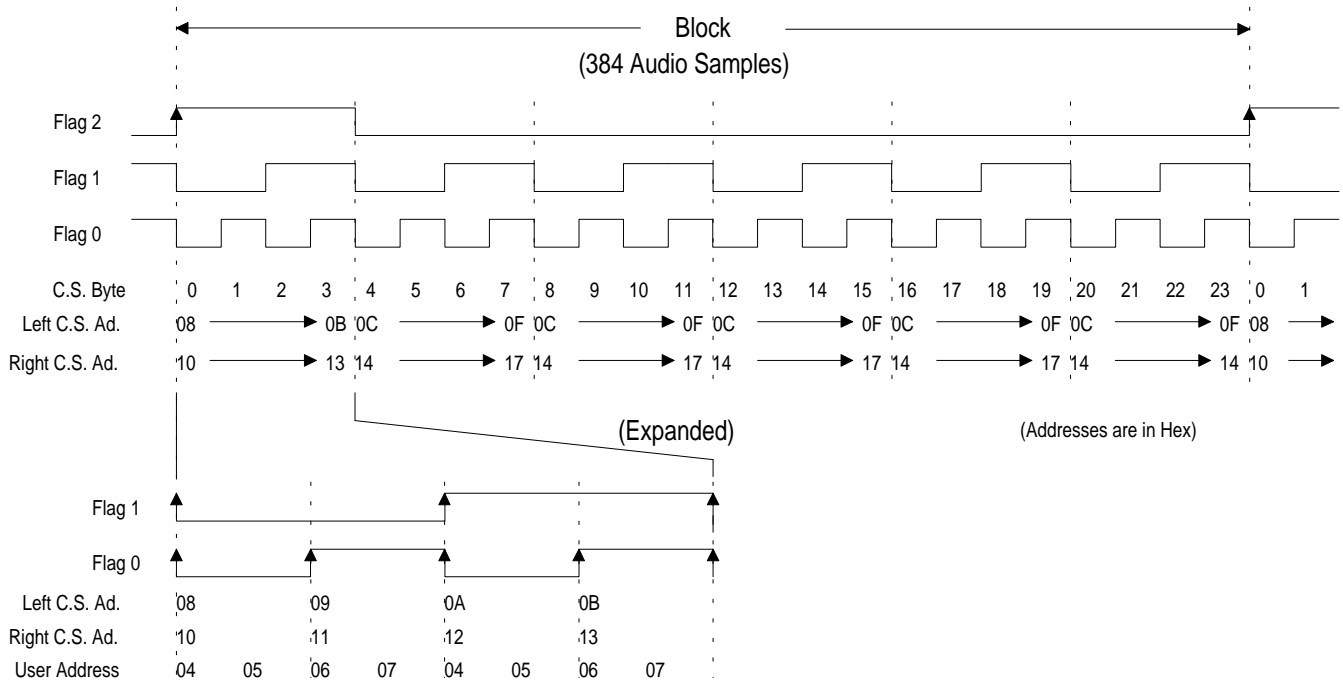 Block
(384 Audio Samples)
Flag 2
Flag 1
Flag 0
C.S. Byte 0 1 2 3 4 5 6 7 8 9 10 11 12 13 14 15 16 17 18 19 20 21 22 23 0 1
Left C.S. Ad. 08 0B 0C 0F 0C 0F 0C 0F 0C 0F 0C 0F 08
Right C.S. Ad. 10 13 14 17 14 17 14 17 14 17 14 14 10
(Expanded) (Addresses are in Hex)
Flag 1
Flag 0
Left C.S. Ad. 08 09 0A 0B
Right C.S. Ad. 10 11 12 13
User Address 04 05 06 07 04 05 06 07